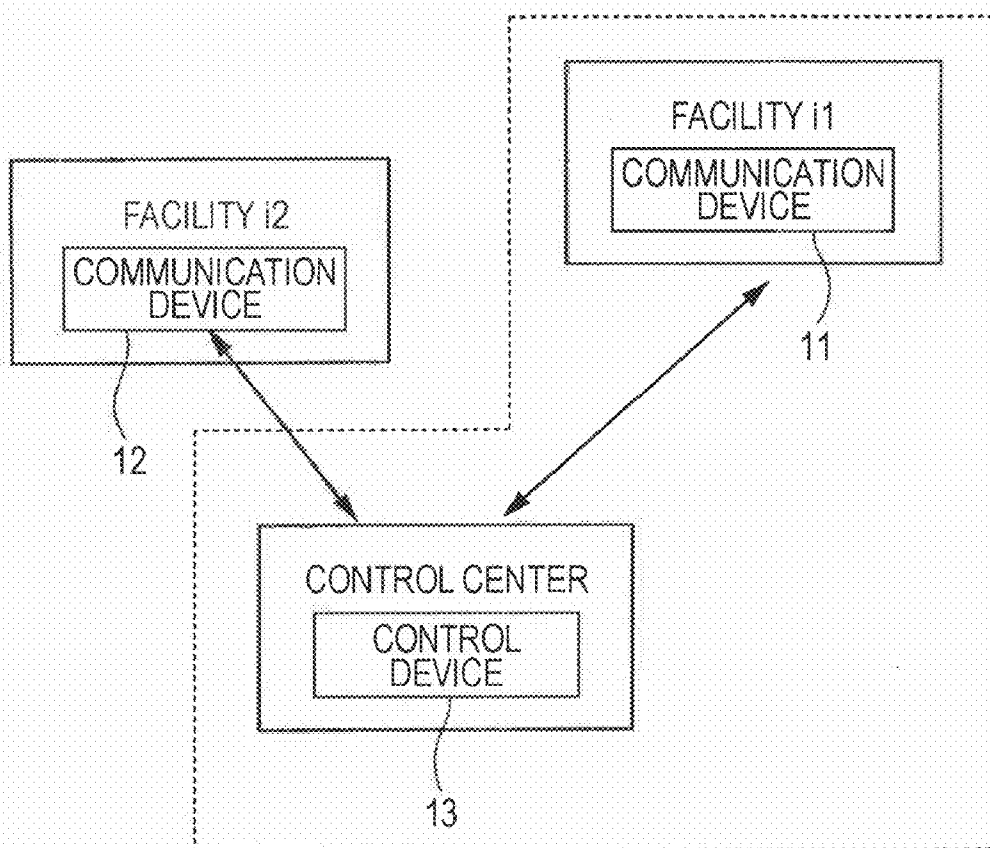 FACILITY i1
COMMUNICATION
DEVICE
11
FACILITY i2
COMMUNICATION
DEVICE
12
CONTROL CENTER
CONTROL
DEVICE
13